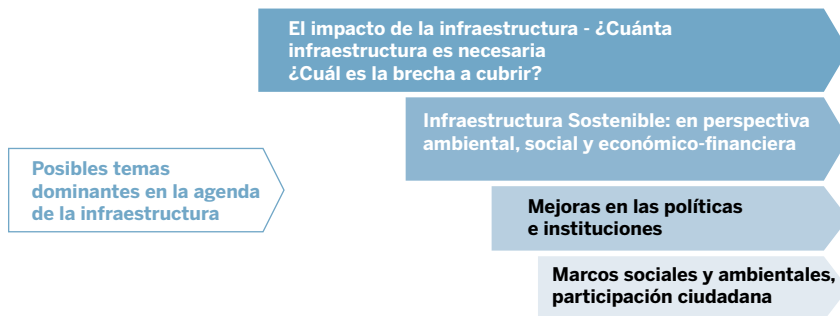 El impacto de la infraestructura - ¿Cuánta
infraestructura es necesaria
¿Cuál es la brecha a cubrir?
Infraestructura Sostenible: en perspectiva
ambiental, social y económico-financiera
Posibles temas
dominantes en la agenda
de la infraestructura
Mejoras en las políticas
e instituciones
Marcos sociales y ambientales,
participación ciudadana